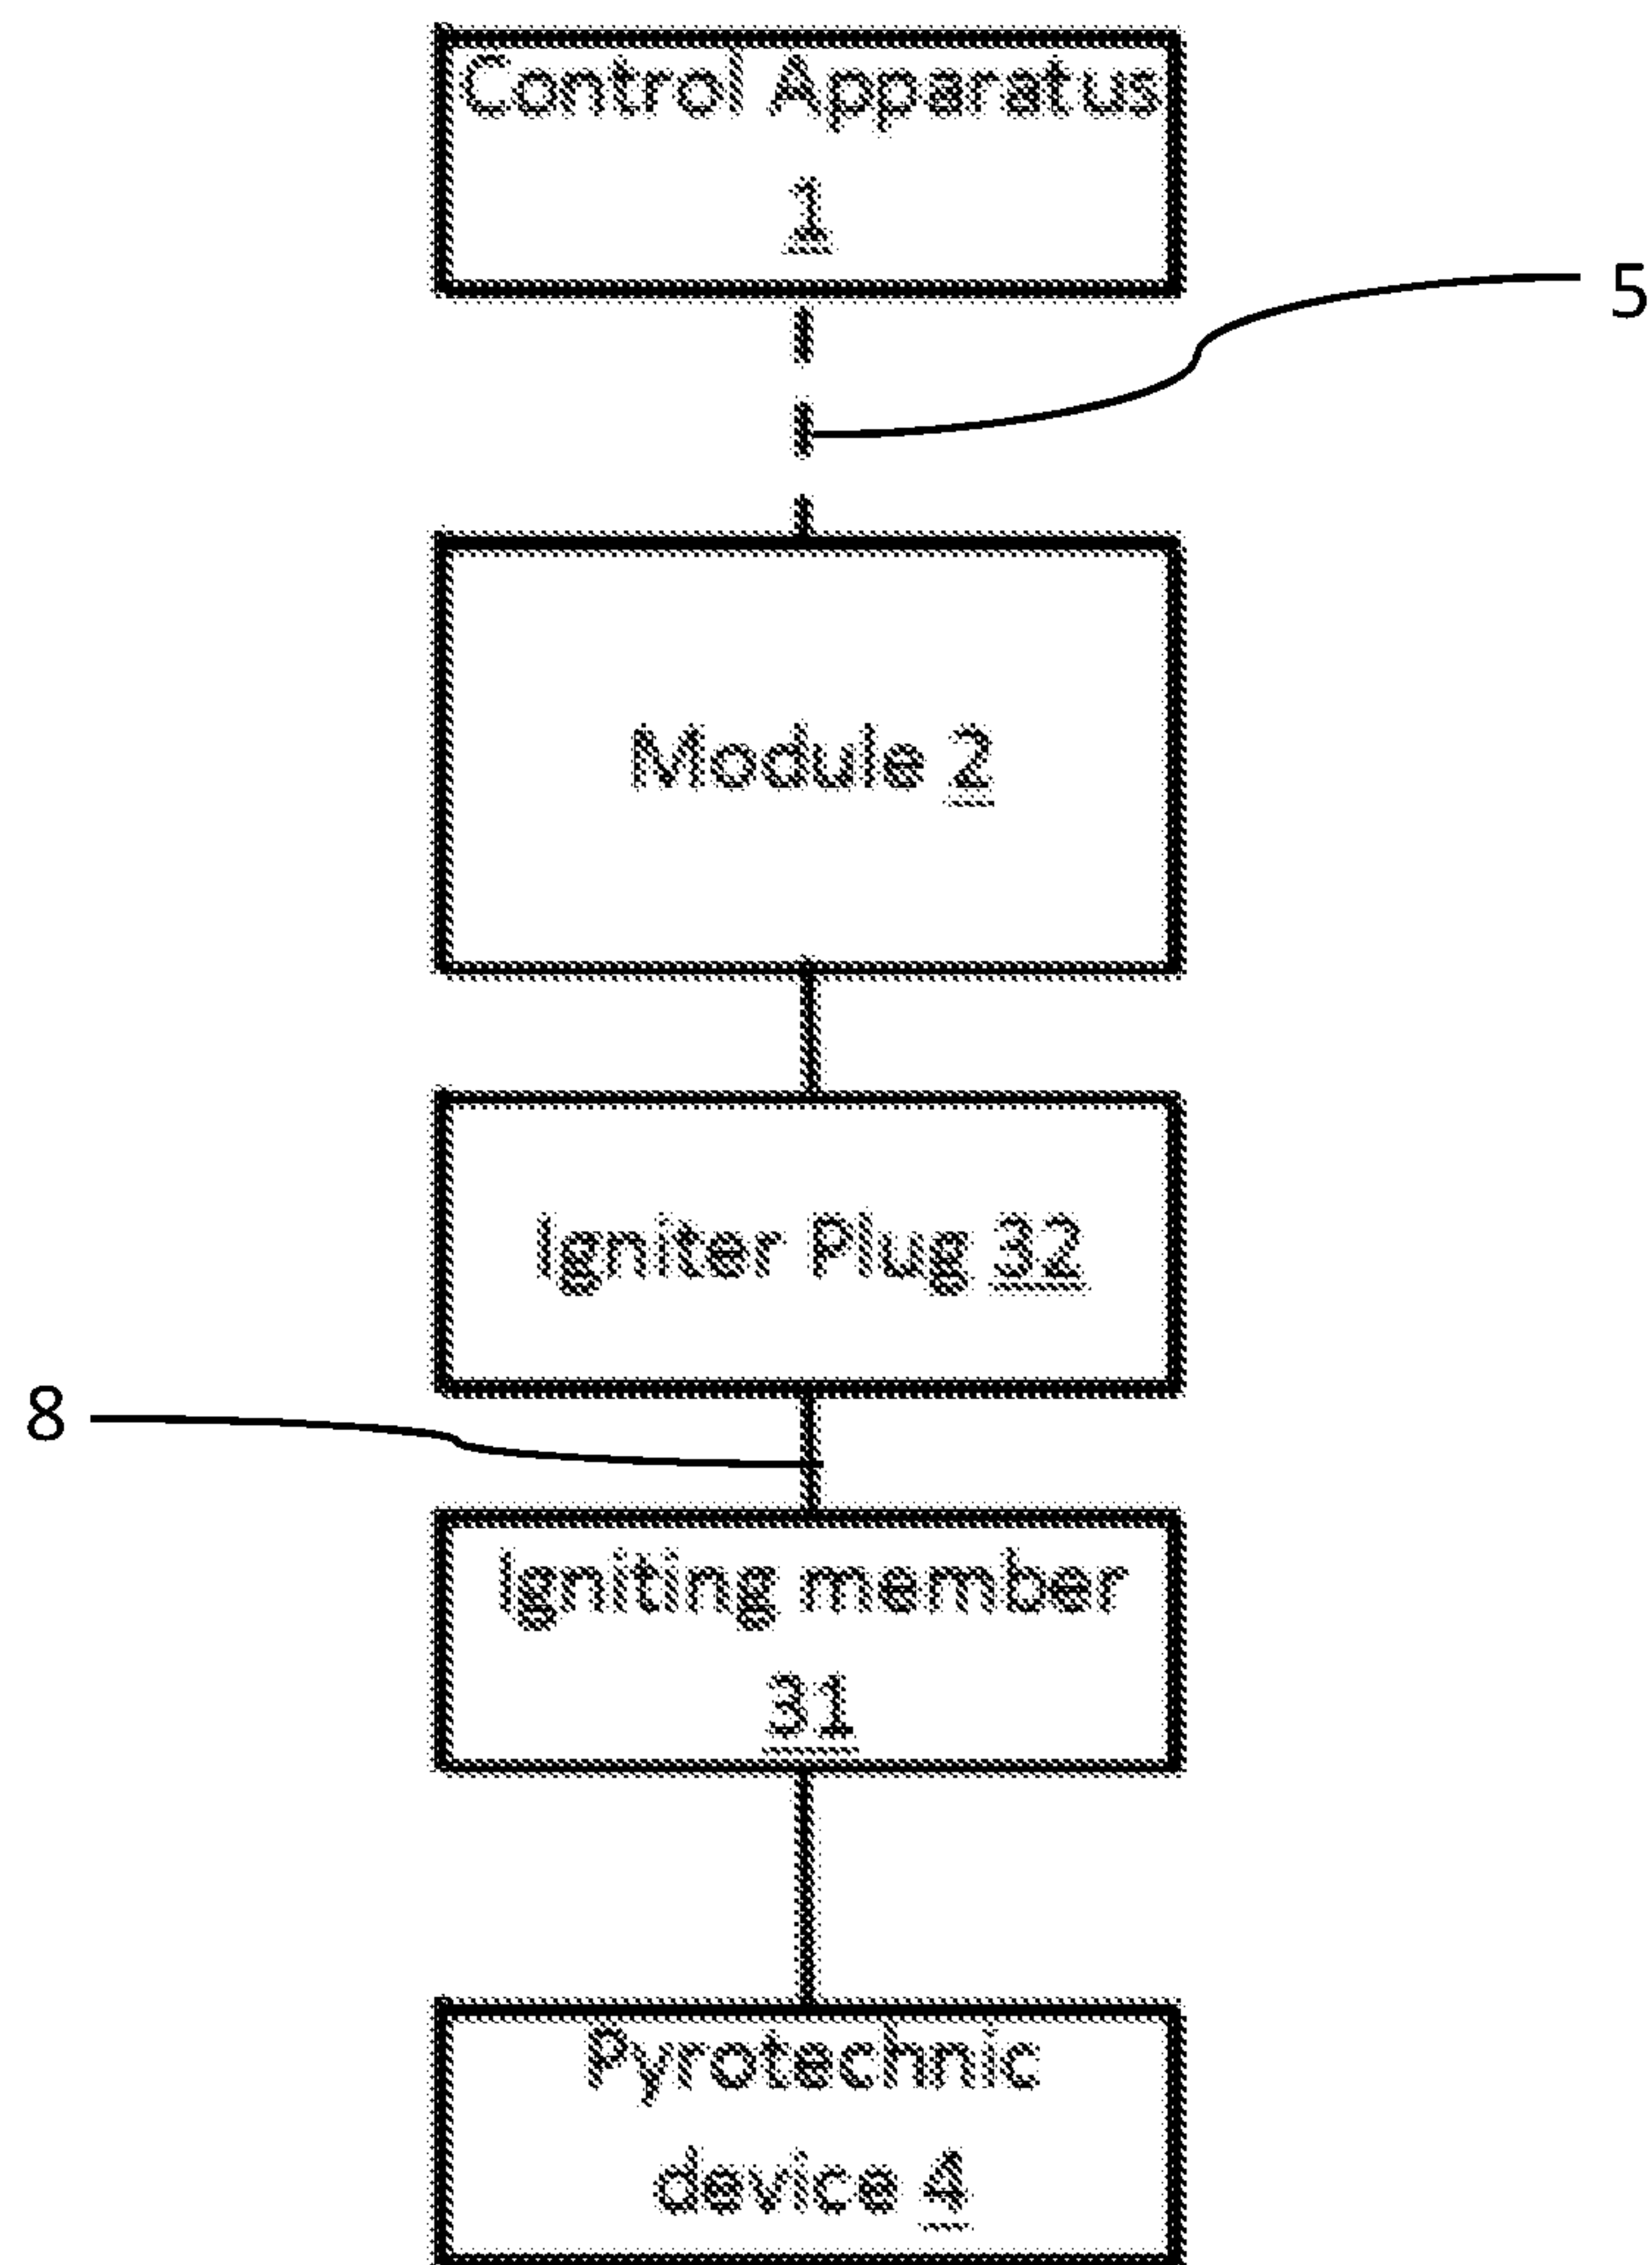 Control Apparatus
1
5
Module 2
Igniter Plug 32
8
Igniting member
31
Pyrotechnic
device 4